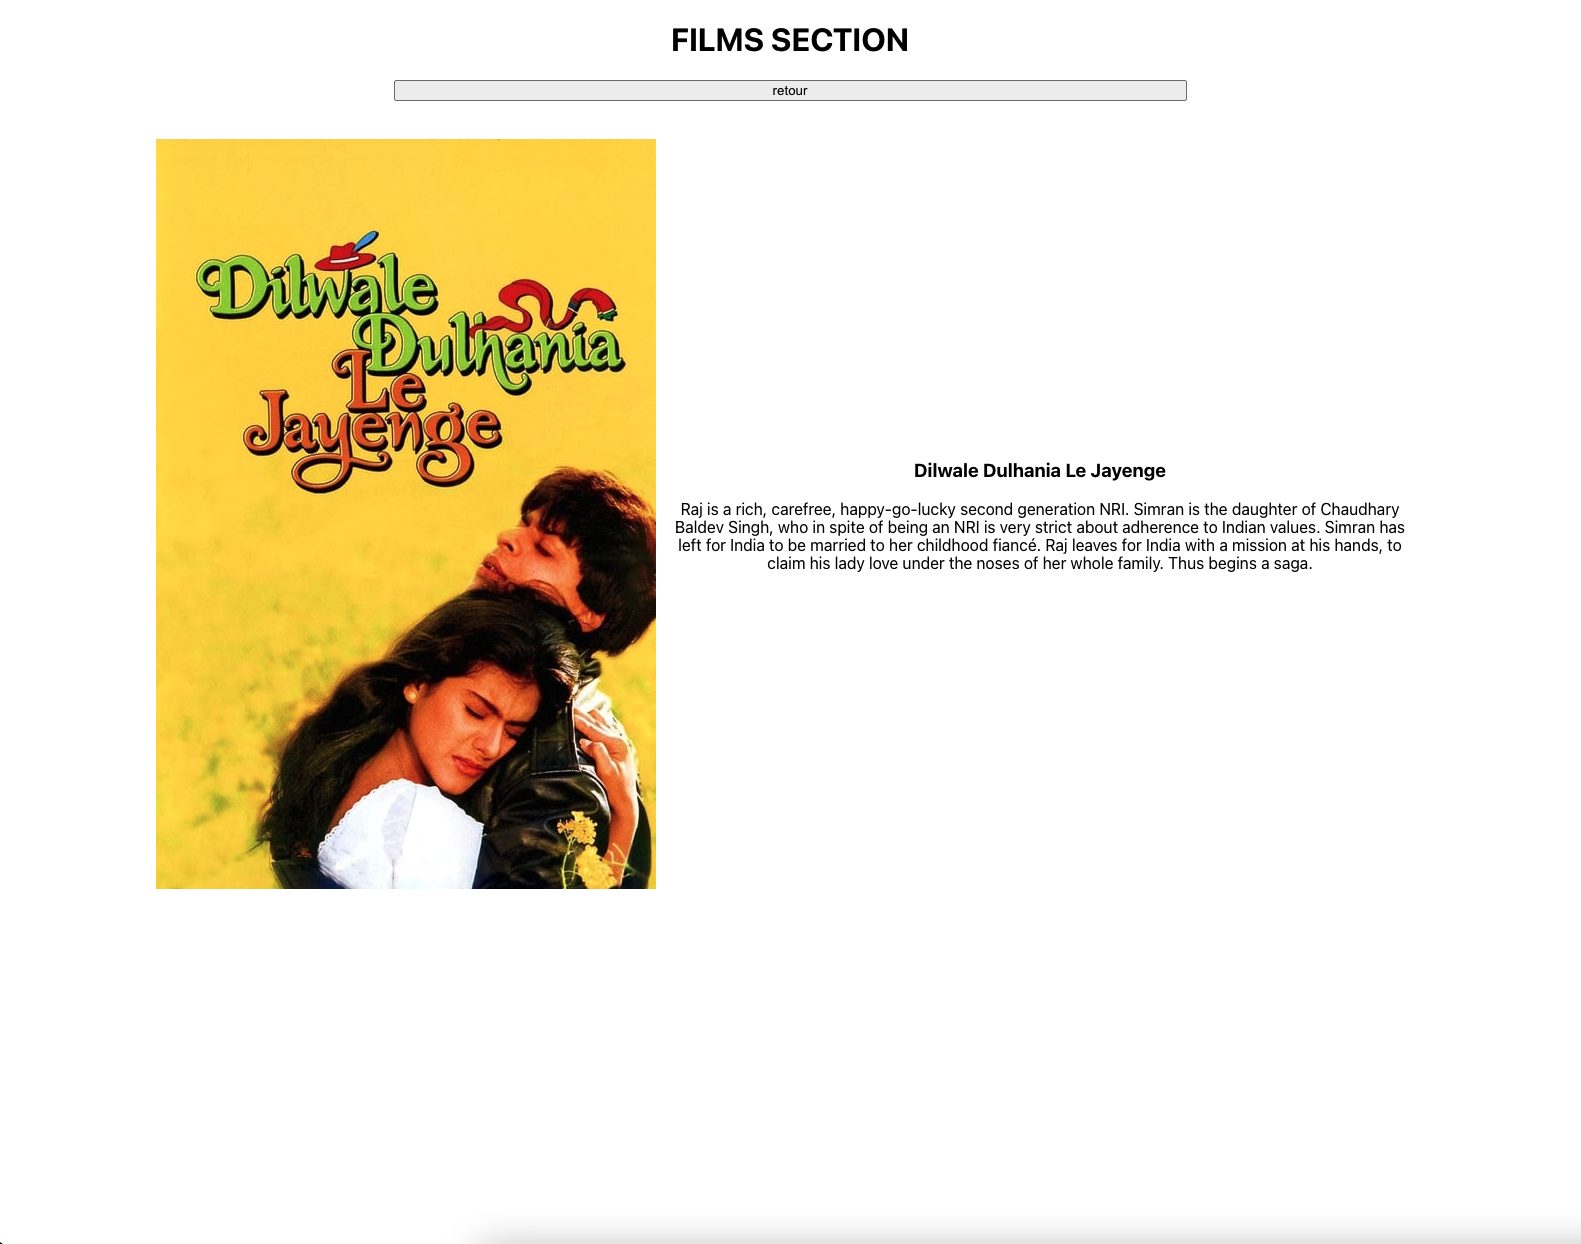 FILMS SECTION
retour
Dilwale
Dulhania
Le
Jayenge
Dilwale Dulhania Le Jayenge
Raj is a rich, carefree, happy-go-lucky second generation NRI. Simran is the daughter of Chaudhary
Baldev Singh, who in spite of being an NRI is very strict about adherence to Indian values. Simran has
left for India to be married to her childhood fiancé. Raj leaves for India with a mission at his hands, to
claim his lady love under the noses of her whole family. Thus begins a saga.